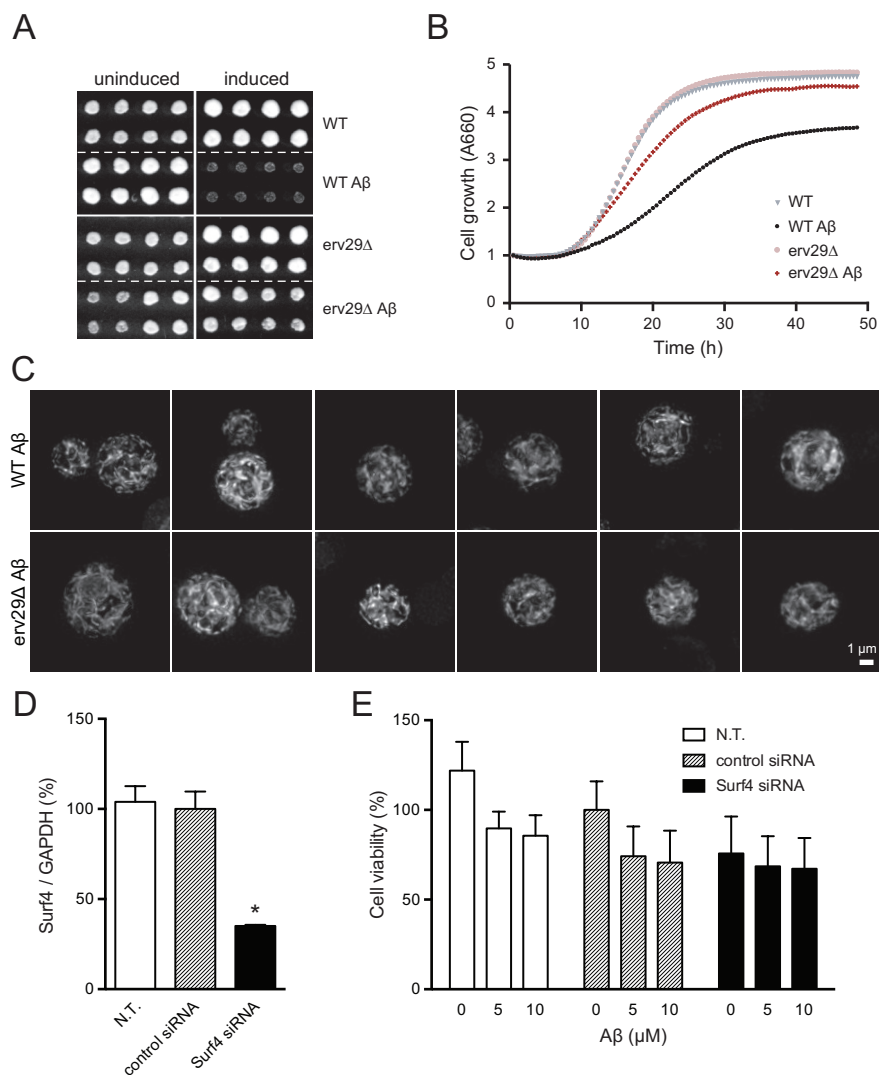 A
uninduced
induced
WT
WT Aβ
erv29Δ
erv29Δ Aβ
B
Cell growth (A660)
5
4
3
2
1
0
10
20
30
40
50
Time (h)
WT
WT Aβ
erv29Δ
erv29Δ Aβ
C
WT Aβ
erv29Δ Aβ
1 μm
D
Surf4 / GAPDH (%)
150
100
50
0
N.T.
control siRNA
Surf4 siRNA
*
E
Cell viability (%)
150
100
50
0
N.T.
control siRNA
Surf4 siRNA
0 5 10 0 5 10 0 5 10
Aβ (μM)